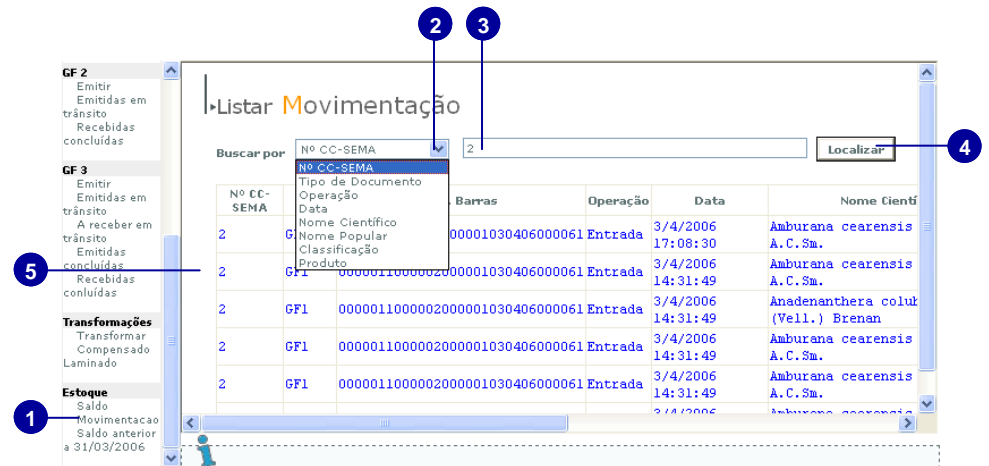 2 3
GF 2
Emitir
Emitidas em
trânsito
Recebidas
concluídas
GF 3
Emitir
Emitidas em
trânsito
A receber em
trânsito
Emitidas
concluídas
Recebidas
conluídas
Transformações
Transformar
Compensado
Laminado
Estoque
Saldo
Movimentacao
Saldo anterior
a 31/03/2006
5
1
Listar Movimentação
Buscar por Nº CC-SEMA 2 Localizar 4
Nº CC-SEMA
Tipo de Documento
Operação
Data
Nome Científico
Nome Popular
Classificação
Produto
Nº CC-SEMA Barras Operação Data Nome Cientí
2 Entrada 3/4/2006 17:08:30 Amburana cearensis A.C.Sm.
2 GF1 0000011000002000001030406000061 Entrada 3/4/2006 14:31:49 Amburana cearensis A.C.Sm.
2 GF1 0000011000002000001030406000061 Entrada 3/4/2006 14:31:49 Anadenanthera colub (Vell.) Brenan
2 GF1 0000011000002000001030406000061 Entrada 3/4/2006 14:31:49 Amburana cearensis A.C.Sm.
2 GF1 0000011000002000001030406000061 Entrada 3/4/2006 14:31:49 Amburana cearensis A.C.Sm.